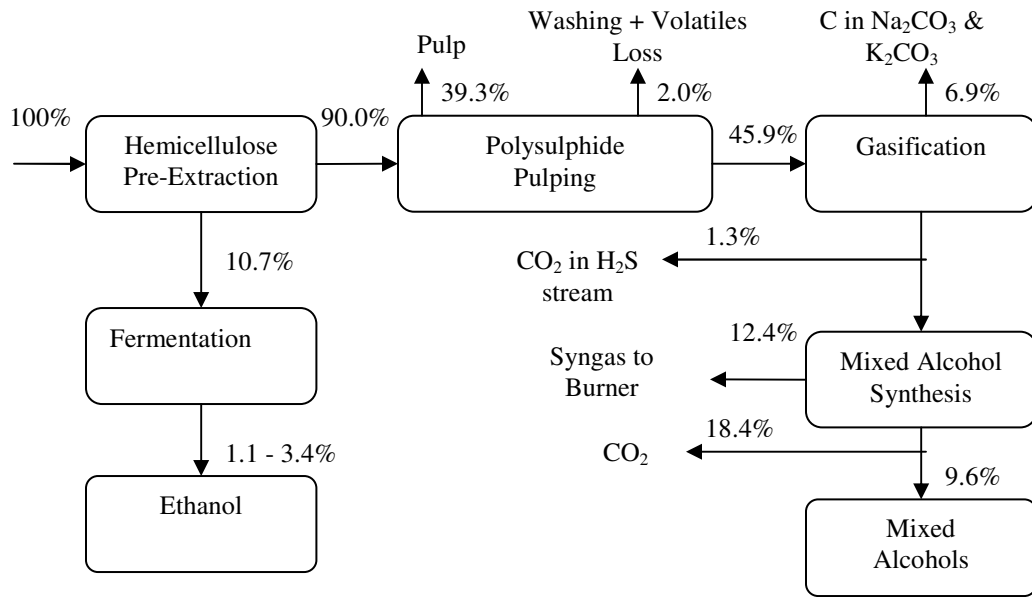 Pulp
Washing + Volatiles
Loss
C in Na₂CO₃ &
K₂CO₃
39.3%
2.0%
6.9%
100%
90.0%
45.9%
Hemicellulose
Pre-Extraction
Polysulphide
Pulping
Gasification
10.7%
1.3%
CO₂ in H₂S
stream
Fermentation
12.4%
Syngas to
Burner
Mixed Alcohol
Synthesis
1.1 - 3.4%
18.4%
CO₂
9.6%
Ethanol
Mixed
Alcohols